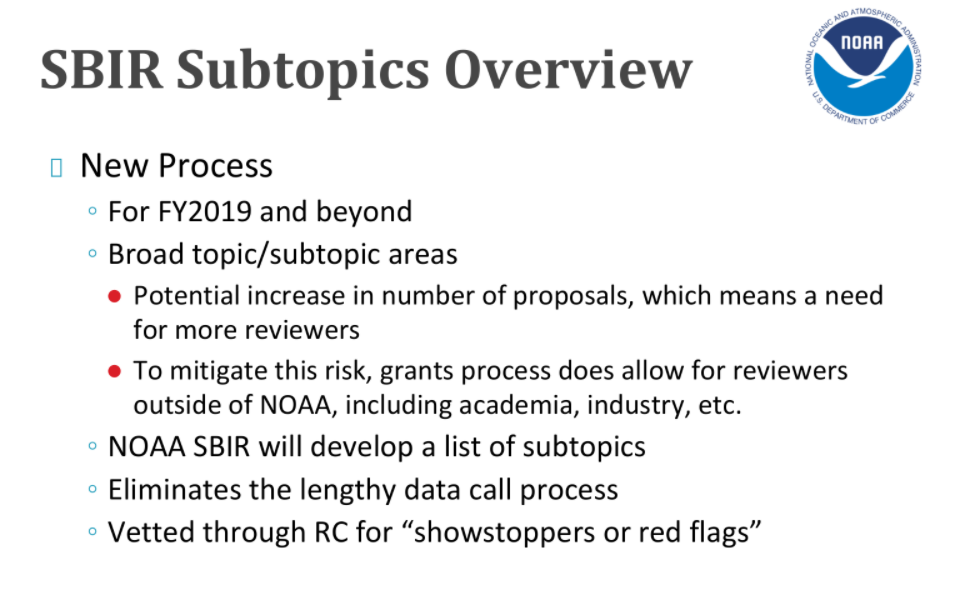 SBIR Subtopics Overview
NATIONAL OCEANIC AND ATMOSPHERIC ADMINISTRATION
NOAA
U.S. DEPARTMENT OF COMMERCE
New Process
◦ For FY2019 and beyond
◦ Broad topic/subtopic areas
● Potential increase in number of proposals, which means a need
for more reviewers
● To mitigate this risk, grants process does allow for reviewers
outside of NOAA, including academia, industry, etc.
◦ NOAA SBIR will develop a list of subtopics
◦ Eliminates the lengthy data call process
◦ Vetted through RC for “showstoppers or red flags”